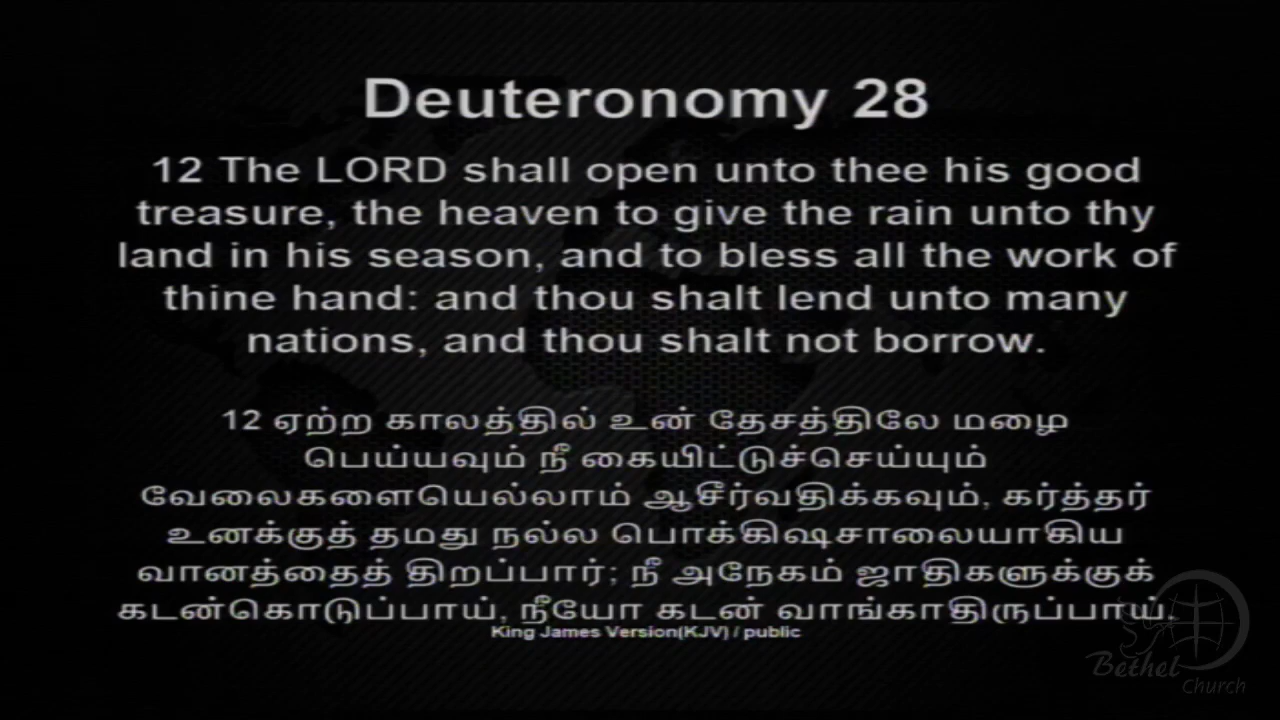 Deuteronomy 28
12 The LORD shall open unto thee his good
treasure, the heaven to give the rain unto thy
land in his season, and to bless all the work of
thine hand: and thou shalt lend unto many
nations, and thou shalt not borrow.
12 ஏற்ற காலத்தில் உன் தேசத்திலே மழை
பெய்யவும் நீ கையிட்டுச்செய்யும்
வேலைகளையெல்லாம் ஆசீர்வதிக்கவும், கர்த்தர்
உனக்குத் தமது நல்ல பொக்கிஷசாலையாகிய
வானத்தைத் திறப்பார்; நீ அநேகம் ஜாதிகளுக்குக்
கடன்கொடுப்பாய், நீயோ கடன் வாங்காதிருப்பாய்.
King James Version(KJV) / public
Bethel
Church